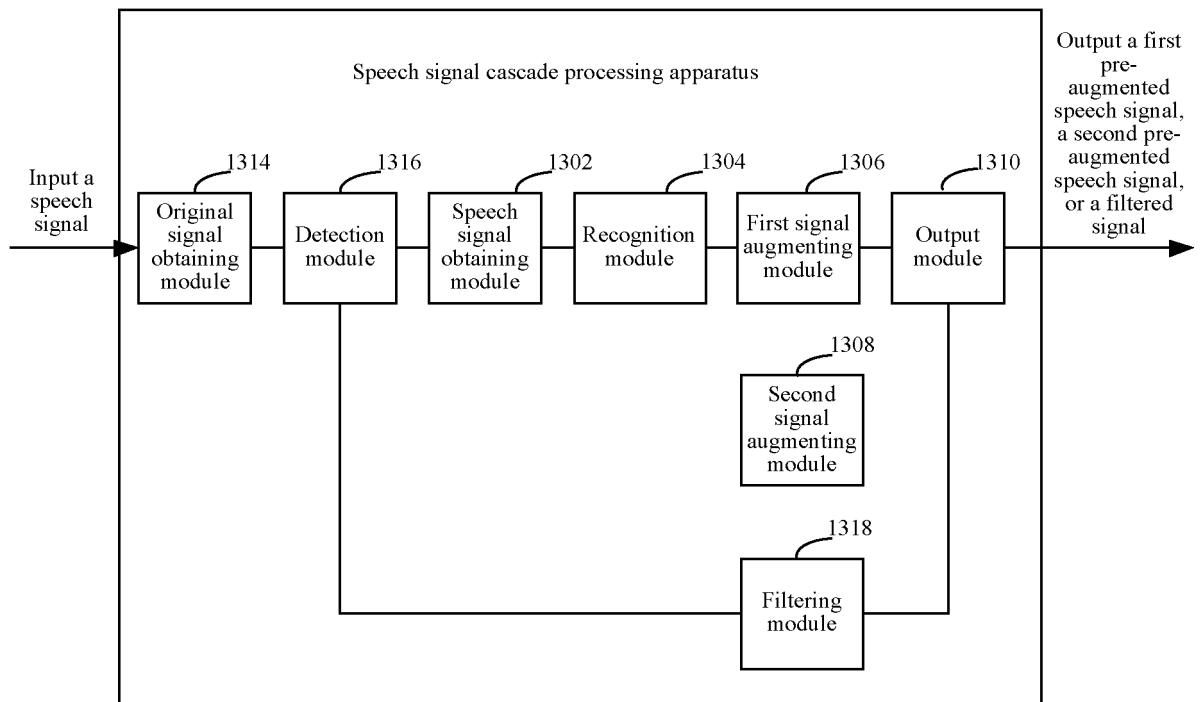 Speech signal cascade processing apparatus
Output a first
pre-
augmented
speech signal,
a second pre-
augmented
speech signal,
or a filtered
signal
Input a
speech
signal
1314
Original
signal
obtaining
module
1316
Detection
module
1302
Speech
signal
obtaining
module
1304
Recognition
module
1306
First signal
augmenting
module
1310
Output
module
1308
Second
signal
augmenting
module
1318
Filtering
module